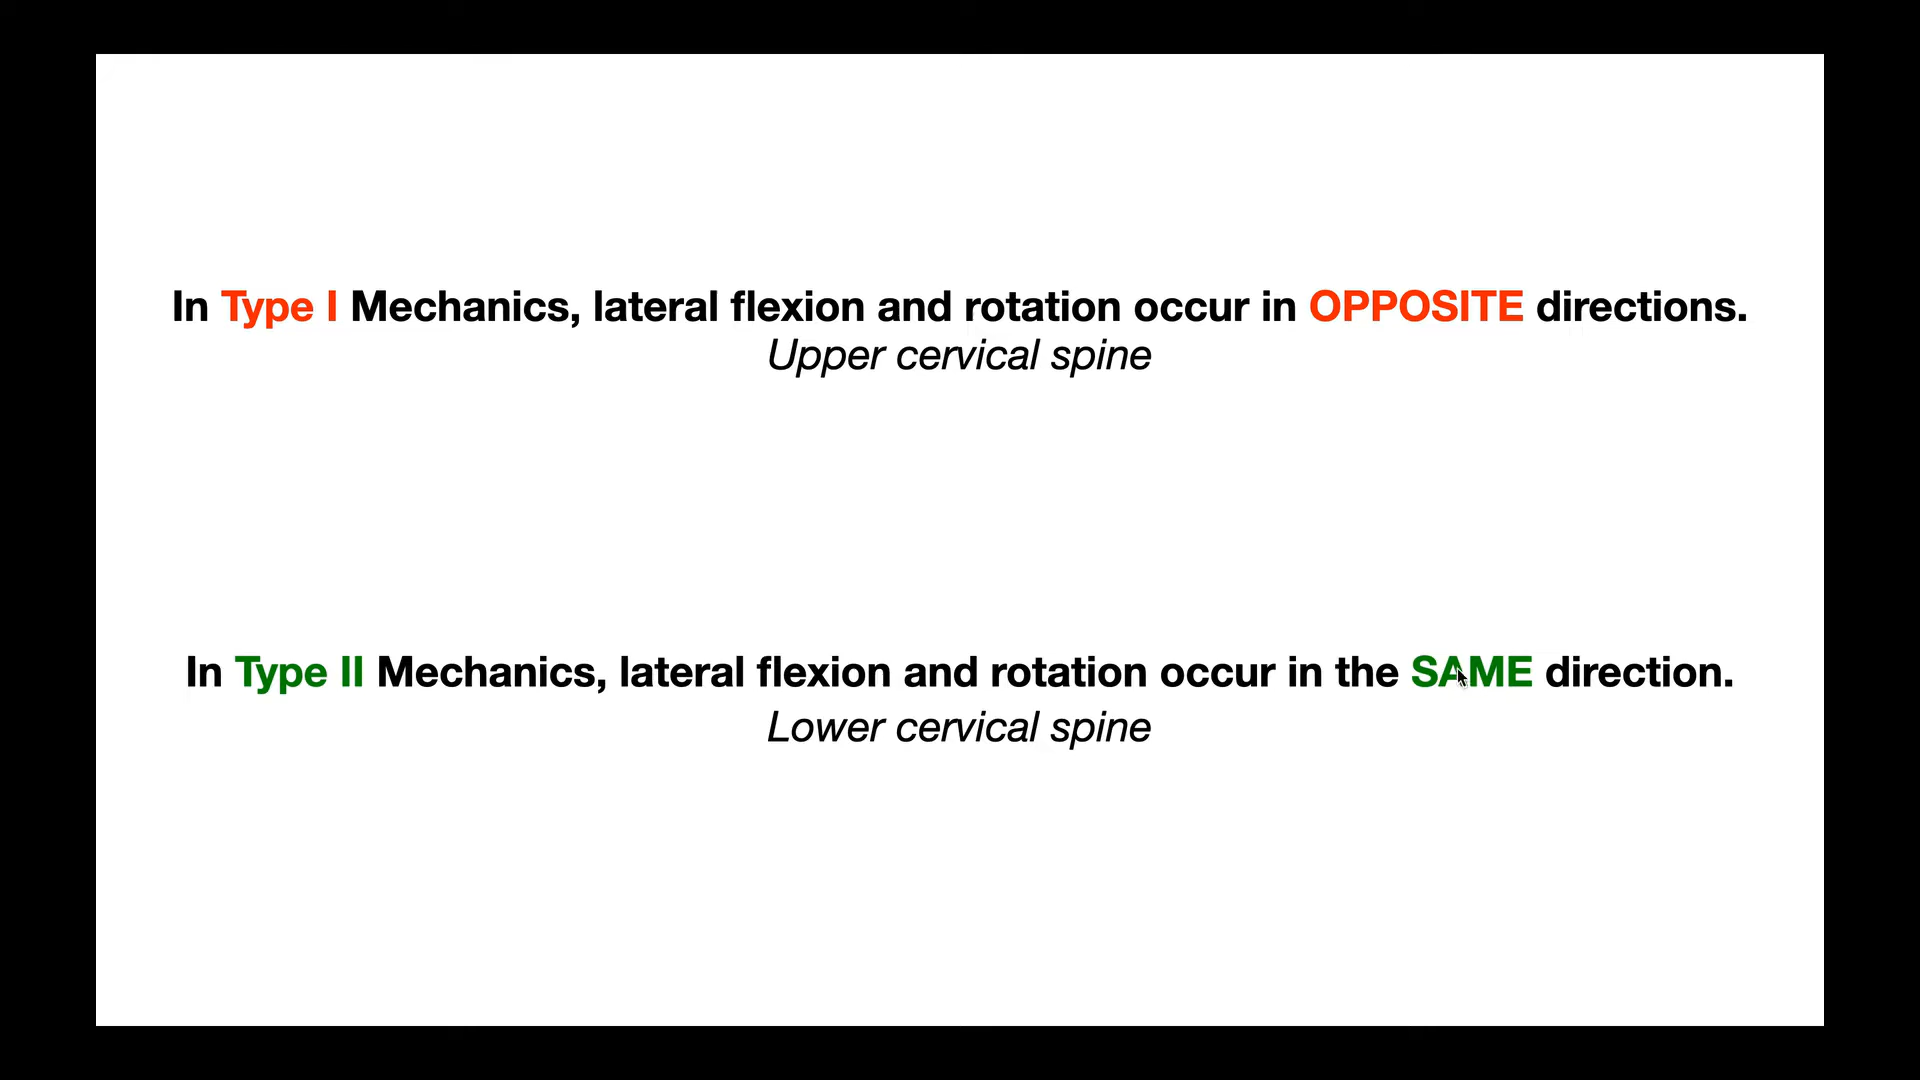 In Type I Mechanics, lateral flexion and rotation occur in OPPOSITE directions.
Upper cervical spine
In Type II Mechanics, lateral flexion and rotation occur in the SAME direction.
Lower cervical spine